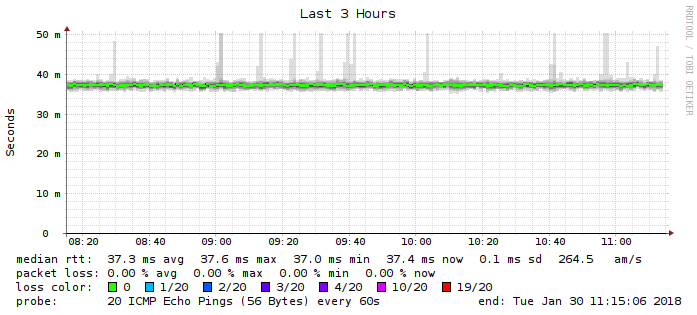 Last 3 Hours
RRDTOOL / TOBI OETIKER
Seconds
50 m
40 m
30 m
20 m
10 m
0
08:20 08:40 09:00 09:20 09:40 10:00 10:20 10:40 11:00
median rtt: 37.3 ms avg 37.6 ms max 37.0 ms min 37.4 ms now 0.1 ms sd 264.5 am/s
packet loss: 0.00 % avg 0.00 % max 0.00 % min 0.00 % now
loss color: 0 1/20 2/20 3/20 4/20 10/20 19/20
probe: 20 ICMP Echo Pings (56 Bytes) every 60s end: Tue Jan 30 11:15:06 2018